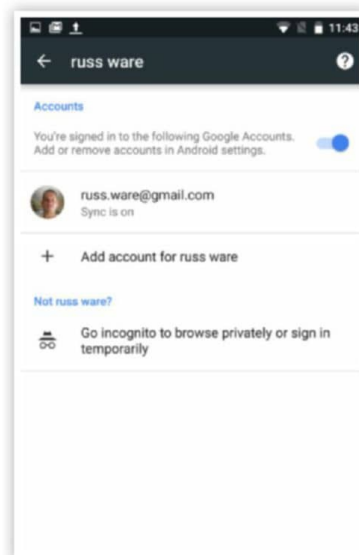 11:43
russ ware
Accounts
You're signed in to the following Google Accounts.
Add or remove accounts in Android settings.
russ.ware@gmail.com
Sync is on
Add account for russ ware
Not russ ware?
Go incognito to browse privately or sign in
temporarily